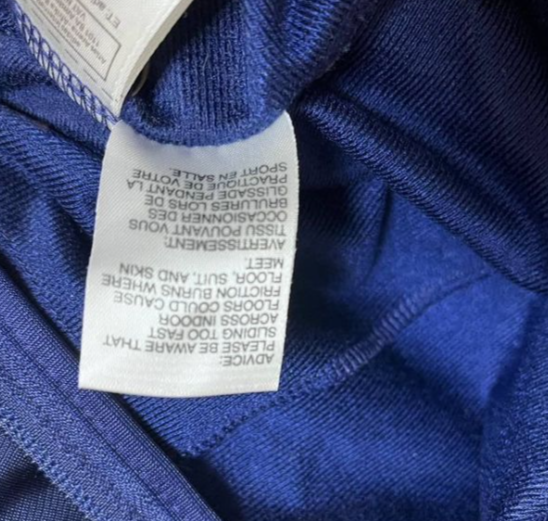 ADVICE:
PLEASE BE AWARE THAT
SLIDING TOO FAST
ACROSS INDOOR
FLOORS COULD CAUSE
FRICTION BURNS WHERE
FLOOR, SUIT, AND SKIN
MEET.
AVERTISSEMENT:
TISSU POUVANT VOUS
OCCASIONNER DES
BRULURES LORS DE
GLISSADE PENDANT LA
PRACTIQUE DE VOTRE
SPORT EN SALLE.